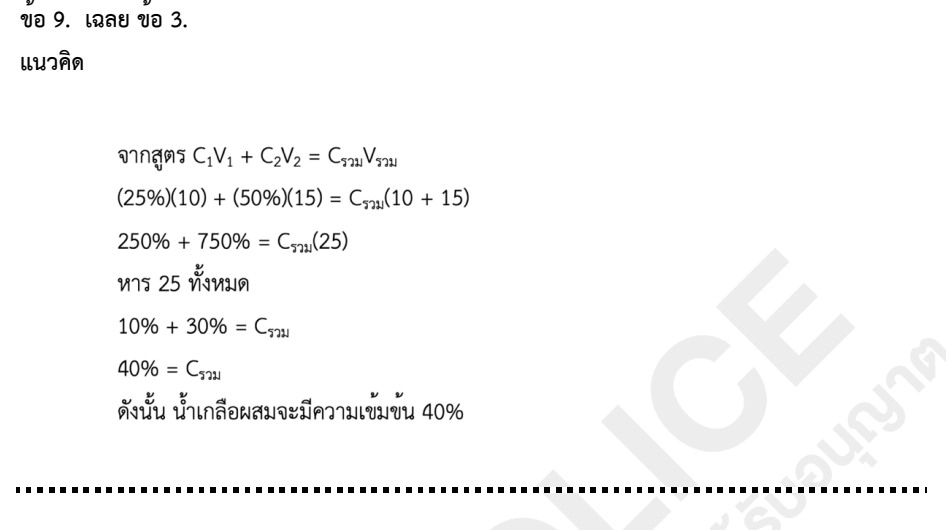 ข้อ 9. เฉลย ข้อ 3.
แนวคิด
จากสูตร C₁V₁ + C₂V₂ = CรวมVรวม
(25%)(10) + (50%)(15) = Cรวม(10 + 15)
250% + 750% = Cรวม(25)
หาร 25 ทั้งหมด
10% + 30% = Cรวม
40% = Cรวม
ดังนั้น น้ำเกลือผสมจะมีความเข้มข้น 40%